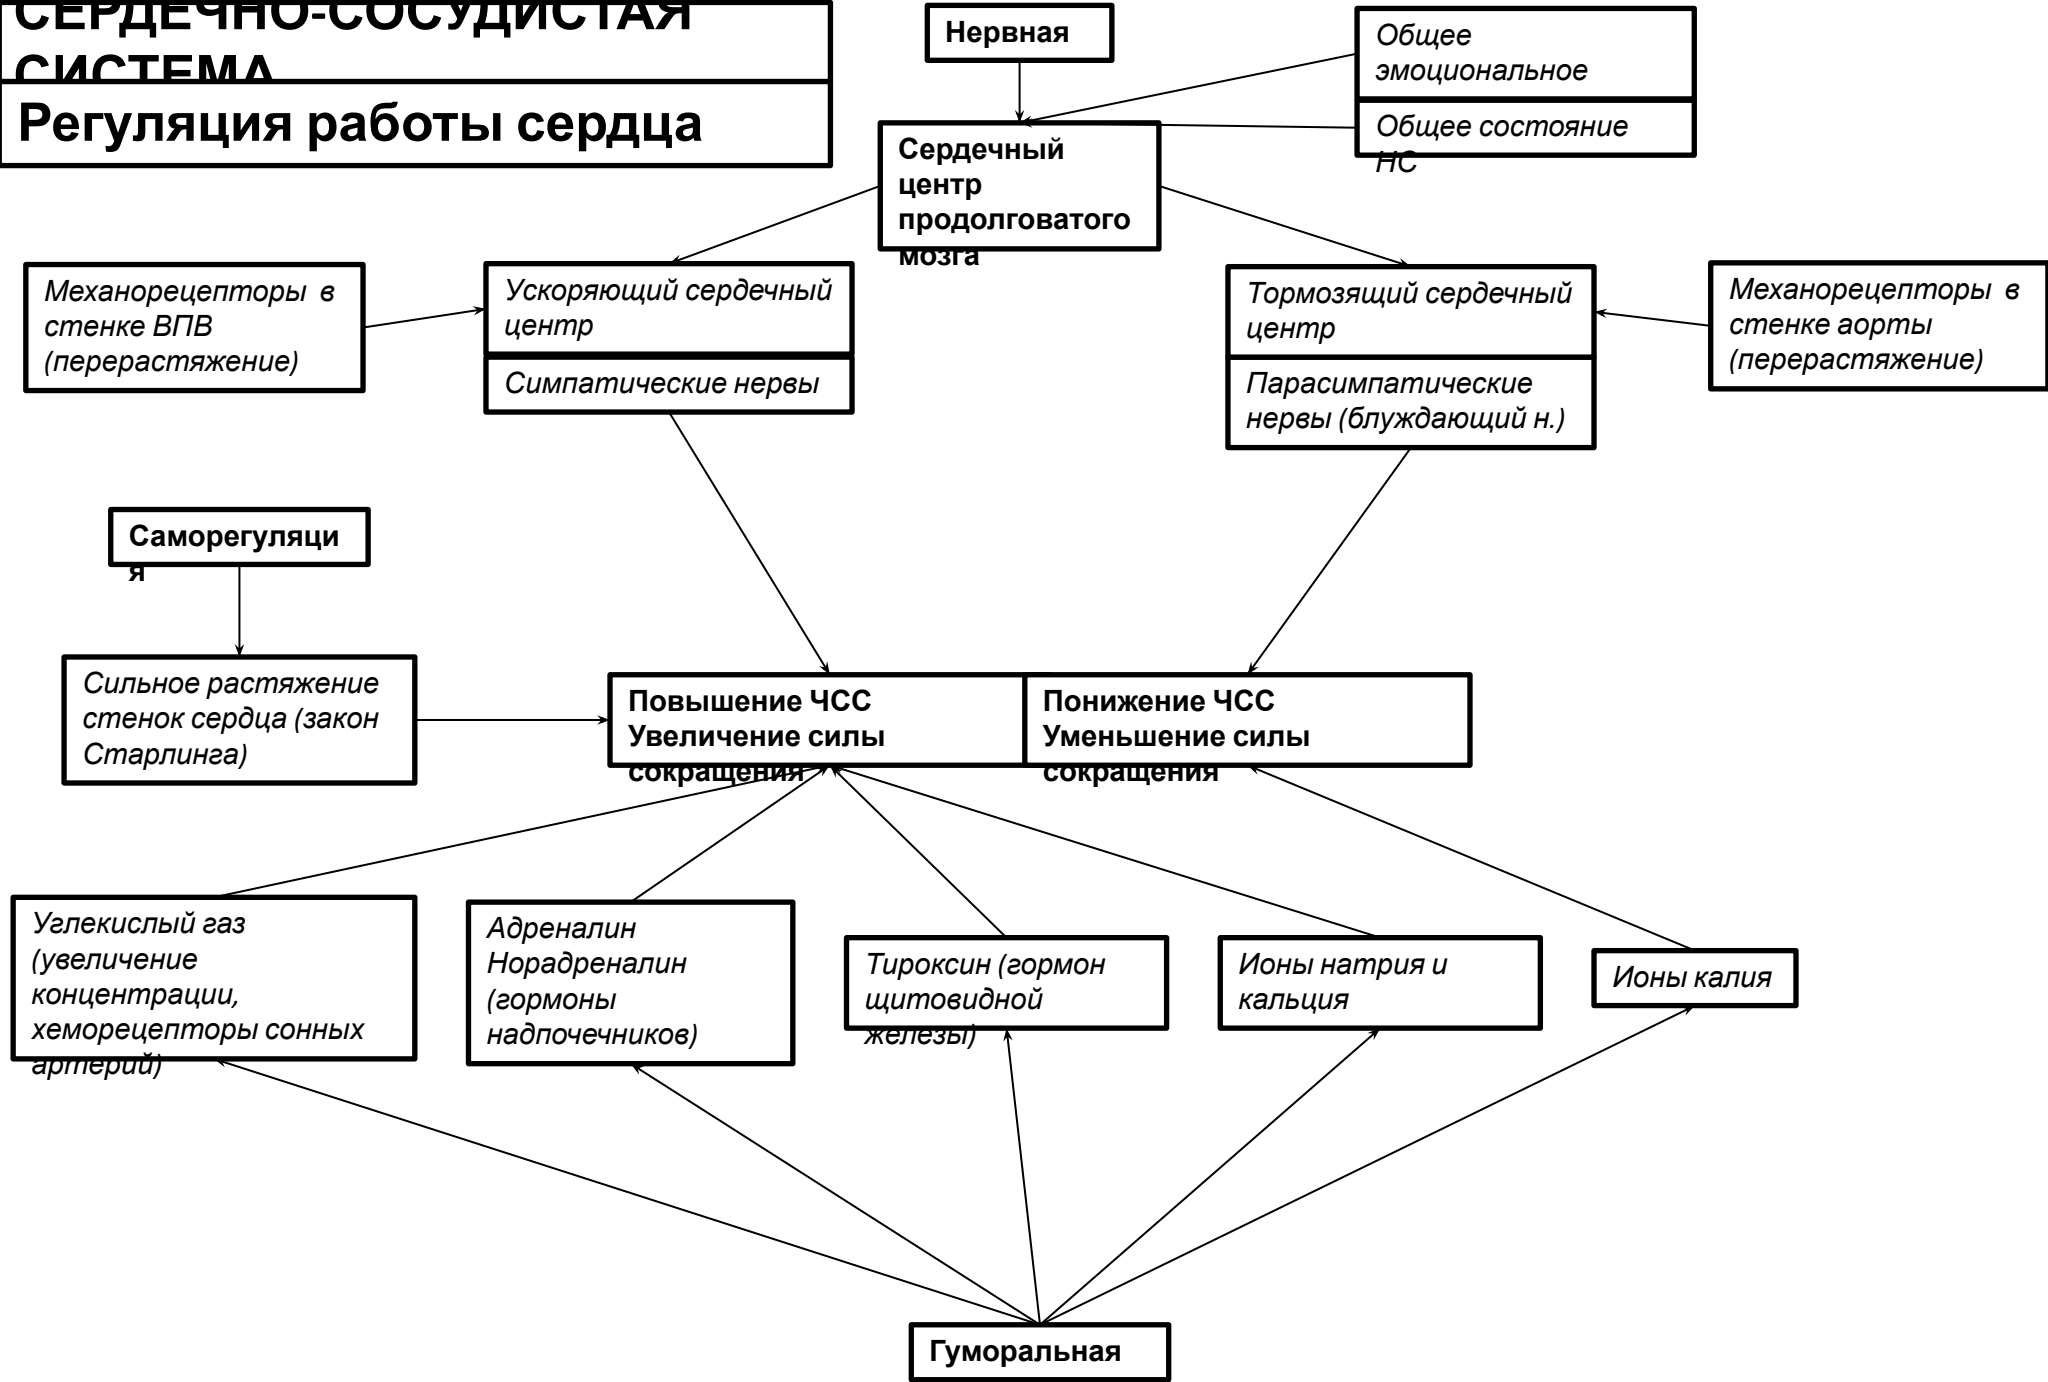 СЕРДЕЧНО-СОСУДИСТАЯ
СИСТЕМА
Регуляция работы сердца
Нервная
Общее
эмоциональное
Общее состояние
НС
Сердечный
центр
продолговатого
мозга
Механорецепторы в
стенке ВПВ
(перерастяжение)
Ускоряющий сердечный
центр
Симпатические нервы
Тормозящий сердечный
центр
Парасимпатические
нервы (блуждающий н.)
Механорецепторы в
стенке аорты
(перерастяжение)
Саморегуляци
я
Сильное растяжение
стенок сердца (закон
Старлинга)
Повышение ЧСС
Увеличение силы
сокращения
Понижение ЧСС
Уменьшение силы
сокращения
Углекислый газ
(увеличение
концентрации,
хеморецепторы сонных
артерий)
Адреналин
Норадреналин
(гормоны
надпочечников)
Тироксин (гормон
щитовидной
железы)
Ионы натрия и
кальция
Ионы калия
Гуморальная